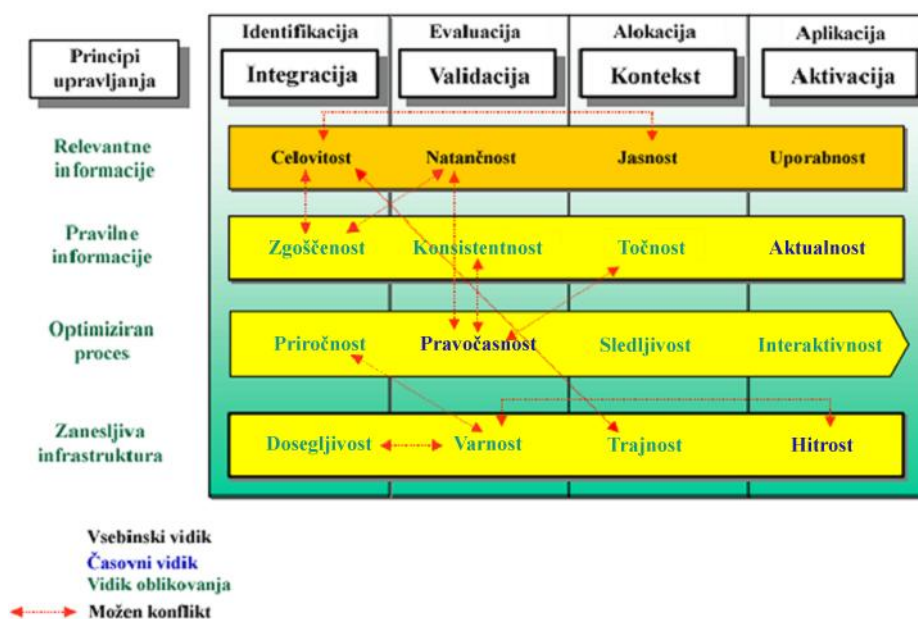 Identifikacija
Evaluacija
Alokacija
Aplikacija
Principi
upravljanja
Integracija
Validacija
Kontekst
Aktivacija
Relevantne
informacije
Celovitost
Natančnost
Jasnost
Uporabnost
Pravilne
informacije
Zgoščenost
Konsistentnost
Točnost
Aktualnost
Optimiziran
proces
Priročnost
Pravočasnost
Sledljivost
Interaktivnost
Zanesljiva
infrastruktura
Dosegljivost
Varnost
Trajnost
Hitrost
Vsebinski vidik
Časovni vidik
Vidik oblikovanja
Možen konflikt